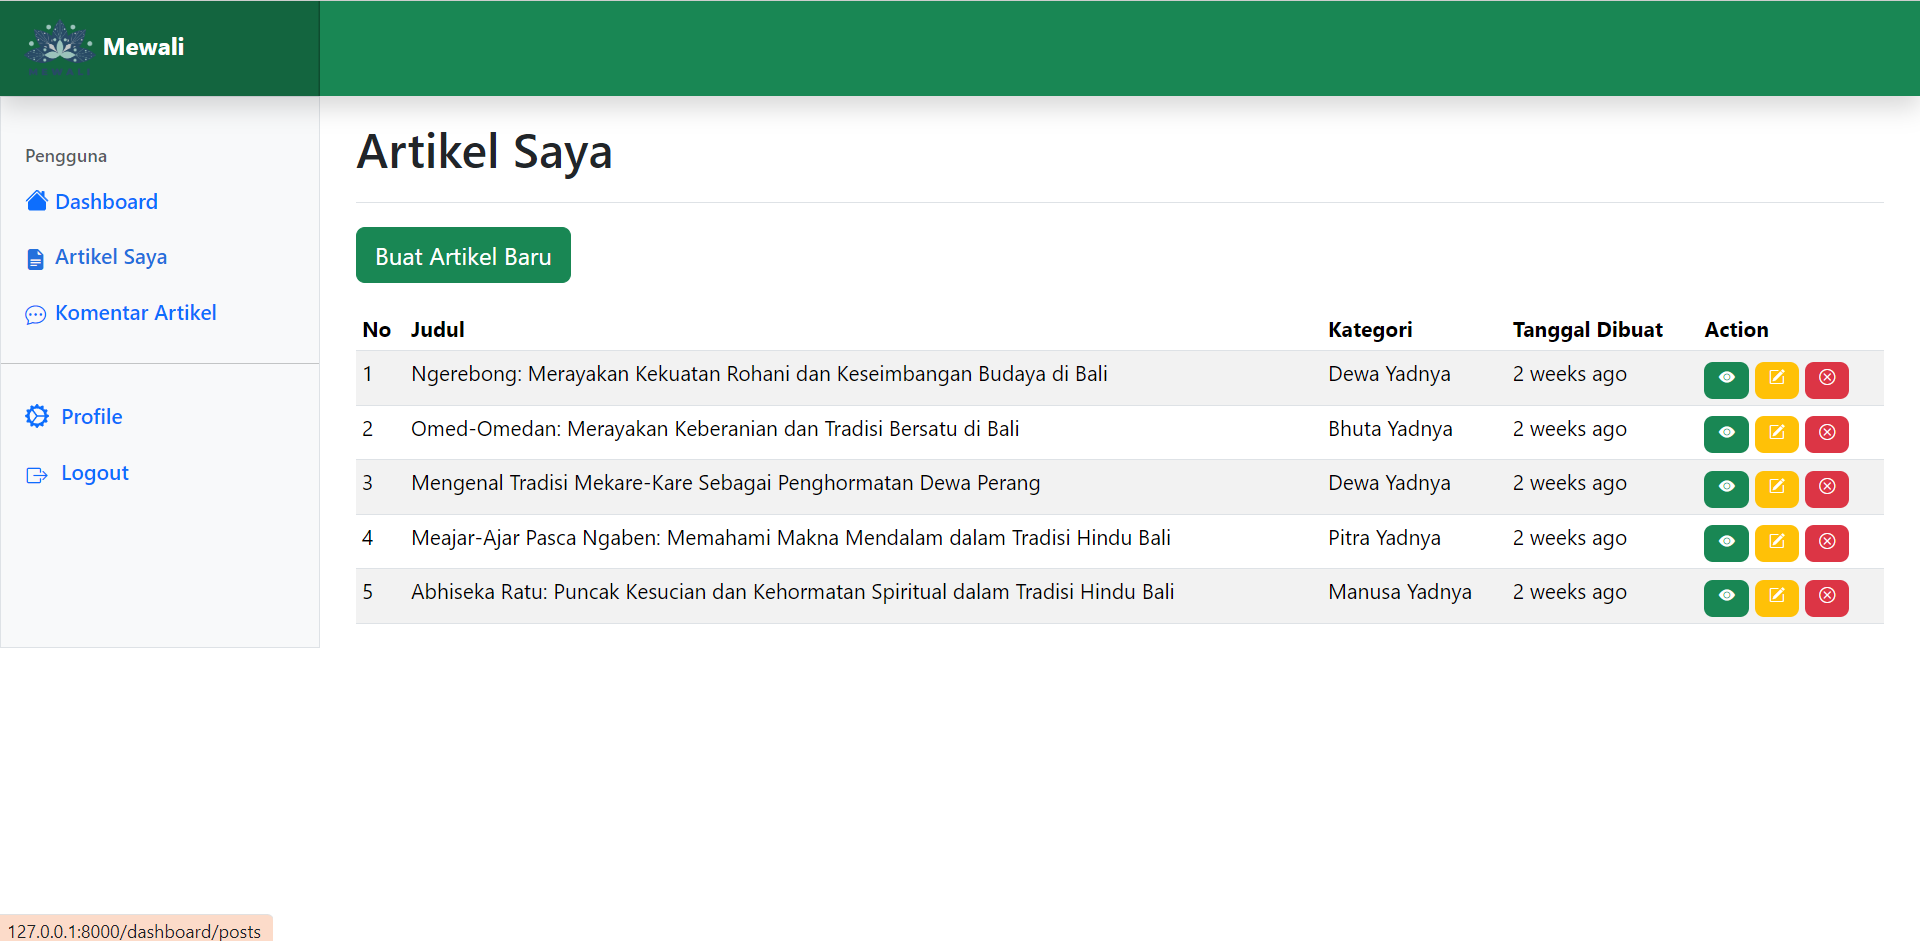 MEWALI
Mewali
Pengguna
Dashboard
Artikel Saya
Komentar Artikel
Profile
Logout
Artikel Saya
Buat Artikel Baru
No Judul Kategori Tanggal Dibuat Action
1 Ngerebong: Merayakan Kekuatan Rohani dan Keseimbangan Budaya di Bali Dewa Yadnya 2 weeks ago
2 Omed-Omedan: Merayakan Keberanian dan Tradisi Bersatu di Bali Bhuta Yadnya 2 weeks ago
3 Mengenal Tradisi Mekare-Kare Sebagai Penghormatan Dewa Perang Dewa Yadnya 2 weeks ago
4 Meajar-Ajar Pasca Ngaben: Memahami Makna Mendalam dalam Tradisi Hindu Bali Pitra Yadnya 2 weeks ago
5 Abhiseka Ratu: Puncak Kesucian dan Kehormatan Spiritual dalam Tradisi Hindu Bali Manusa Yadnya 2 weeks ago
127.0.0.1:8000/dashboard/posts